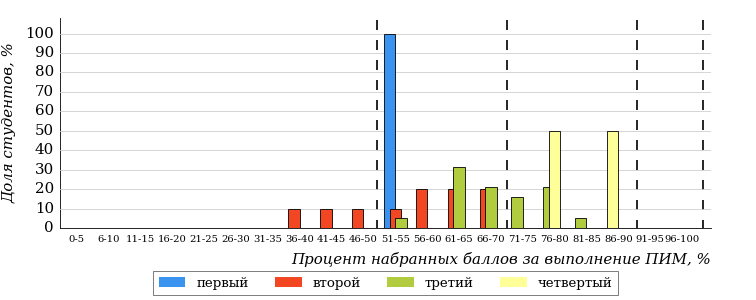 Доля студентов, %
100
90
80
70
60
50
40
30
20
10
0
0-5 6-10 11-15 16-20 21-25 26-30 31-35 36-40 41-45 46-50 51-55 56-60 61-65 66-70 71-75 76-80 81-85 86-90 91-95 96-100
Процент набранных баллов за выполнение ПИМ, %
первый второй третий четвертый